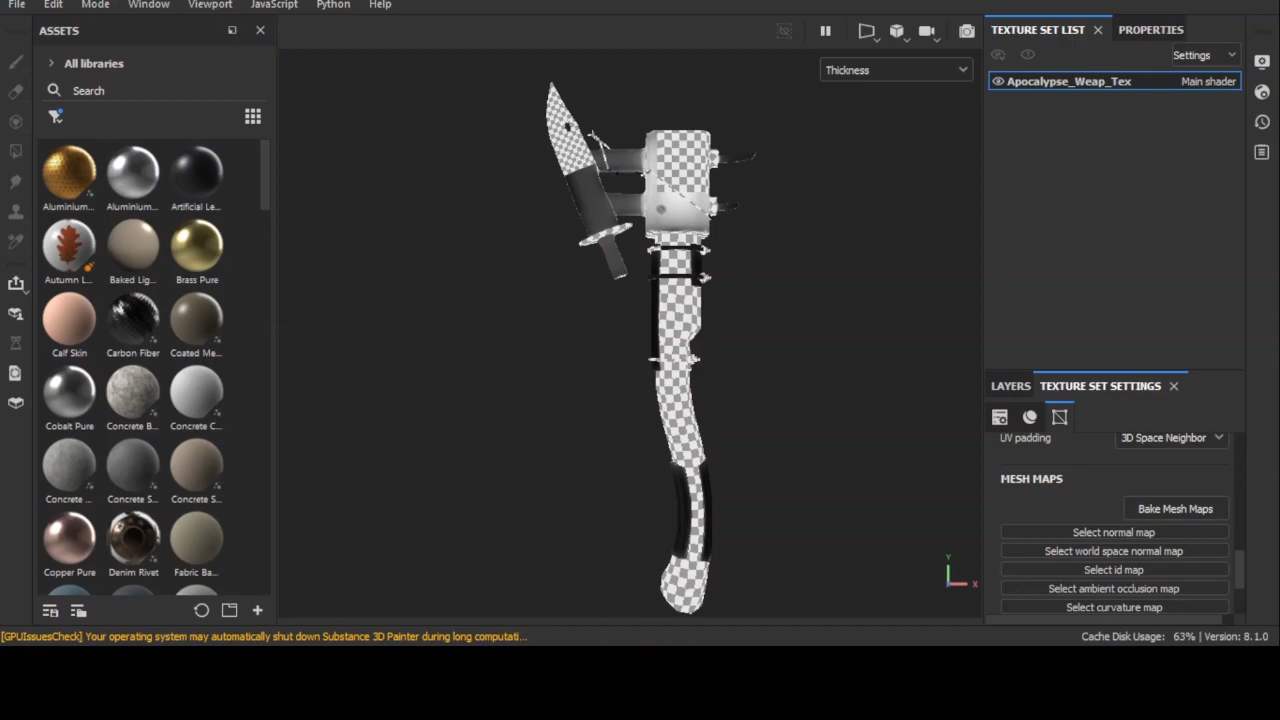 File Edit Mode Window Viewport JavaScript Python Help
ASSETS
All libraries
Search
Aluminium... Aluminium... Artificial Le...
Autumn L... Baked Lig... Brass Pure
Calf Skin Carbon Fiber Coated Me...
Cobalt Pure Concrete B... Concrete C...
Concrete ... Concrete S... Concrete S...
Copper Pure Denim Rivet Fabric Ba...
Thickness
Y
X
TEXTURE SET LIST PROPERTIES
Settings
Apocalypse_Weap_Tex Main shader
LAYERS TEXTURE SET SETTINGS
UV padding 3D Space Neighbor
MESH MAPS
Bake Mesh Maps
Select normal map
Select world space normal map
Select id map
Select ambient occlusion map
Select curvature map
[GPUIssuesCheck] Your operating system may automatically shut down Substance 3D Painter during long computati...
Cache Disk Usage: 63% | Version: 8.1.0